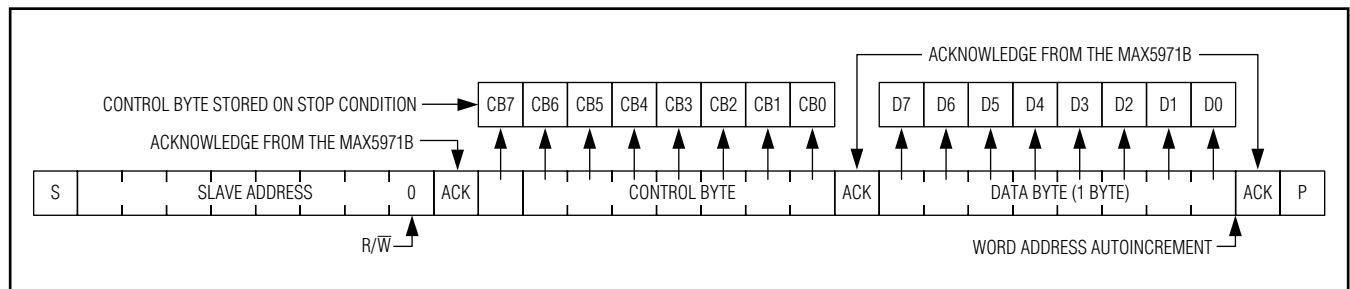 ACKNOWLEDGE FROM THE MAX5971B
CONTROL BYTE STORED ON STOP CONDITION
CB7 CB6 CB5 CB4 CB3 CB2 CB1 CB0
D7 D6 D5 D4 D3 D2 D1 D0
ACKNOWLEDGE FROM THE MAX5971B
S SLAVE ADDRESS 0 ACK CONTROL BYTE ACK DATA BYTE (1 BYTE) ACK P
R/W̅
WORD ADDRESS AUTOINCREMENT